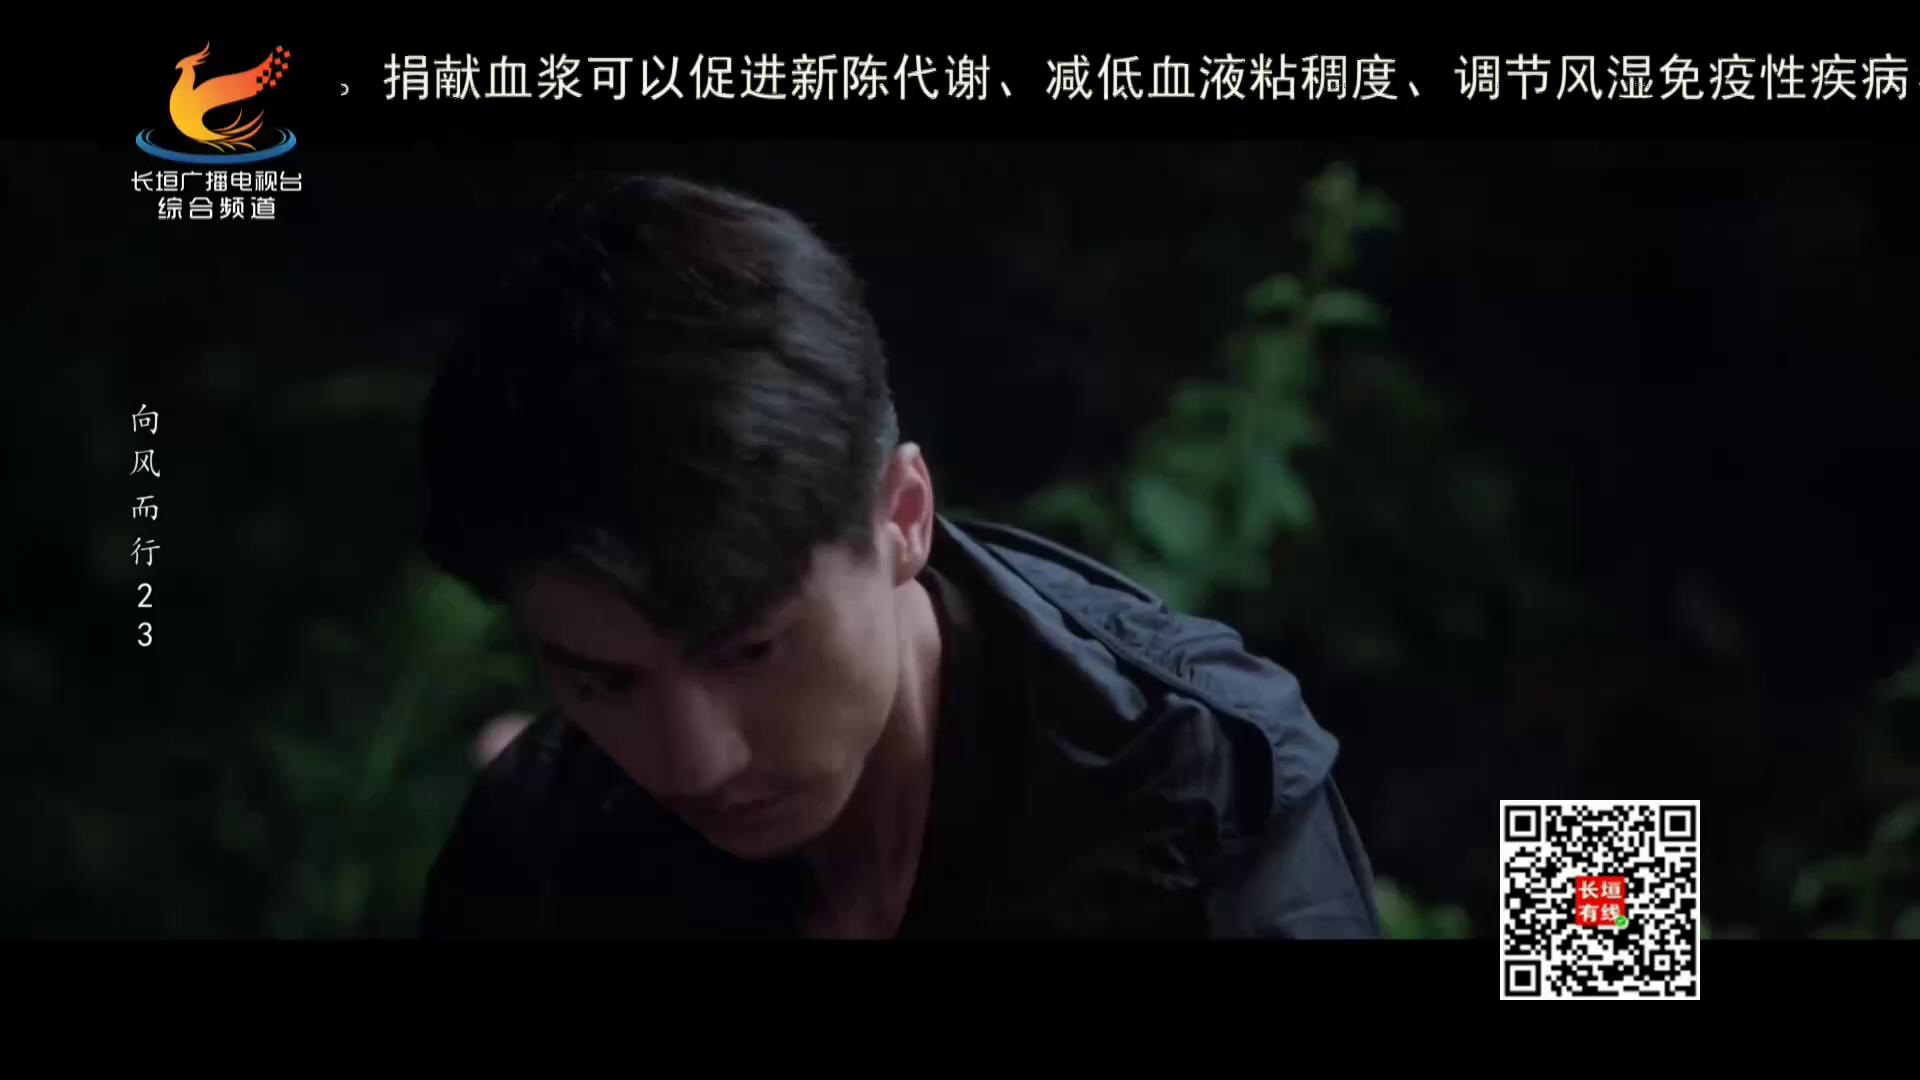 。 捐献血浆可以促进新陈代谢、减低血液粘稠度、调节风湿免疫性疾病
长垣广播电视台
综合频道
向风而行23
长垣
有线